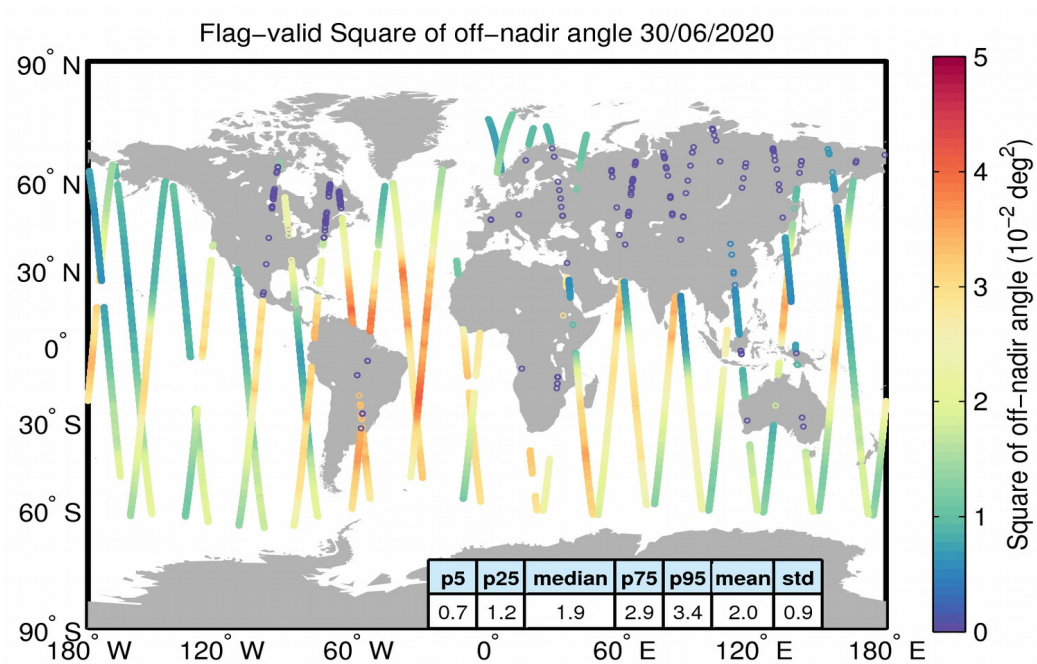 Flag−valid Square of off−nadir angle 30/06/2020
90° N
60° N
30° N
0°
30° S
60° S
90° S
180° W
120° W
60° W
0°
60° E
120° E
180° E
p5 p25 median p75 p95 mean std
0.7 1.2 1.9 2.9 3.4 2.0 0.9
5
4
3
2
1
0
Square of off−nadir angle (10⁻² deg²)